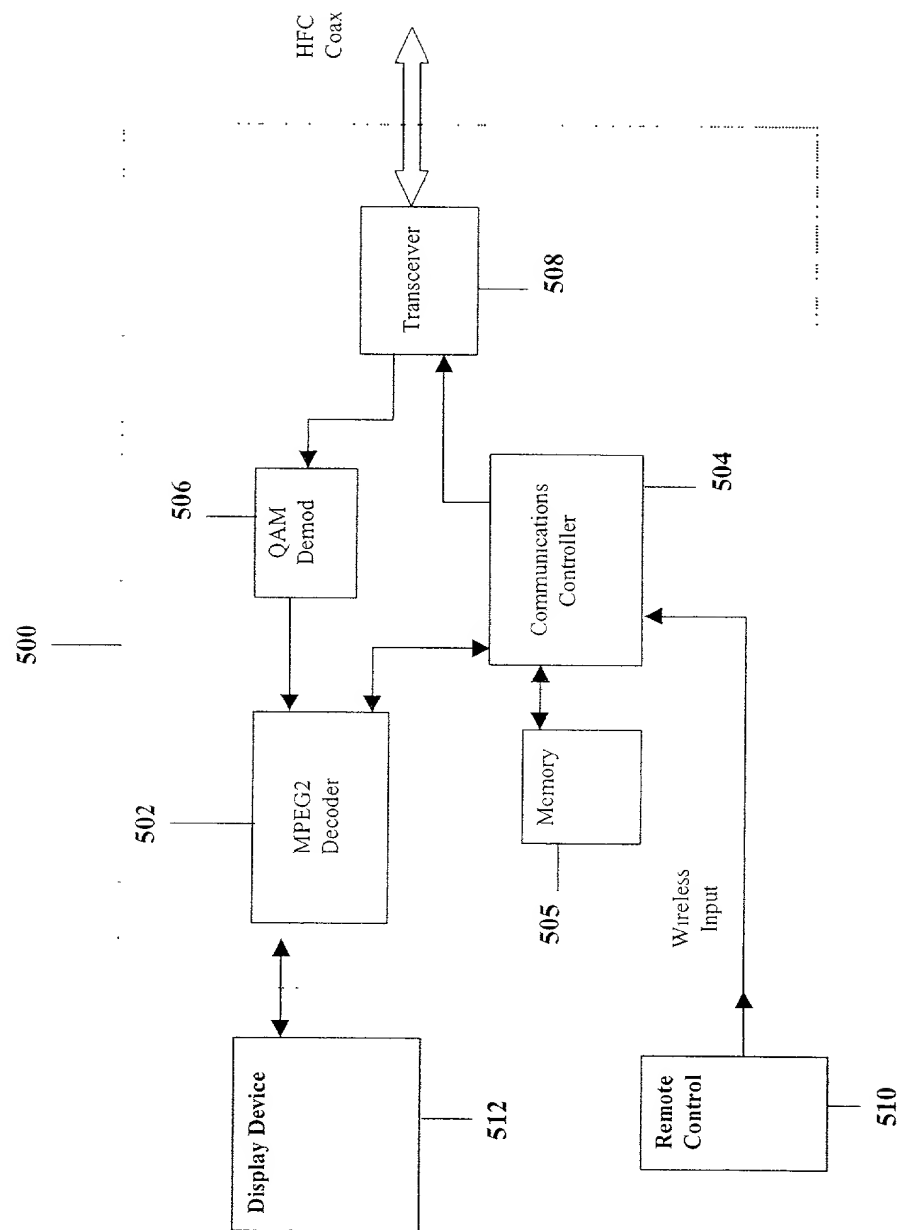 500
HFC
Coax
Display Device
512
502
MPEG2
Decoder
506
QAM
Demod
Transceiver
508
Memory
505
Communications
Controller
504
Wireless
Input
Remote
Control
510